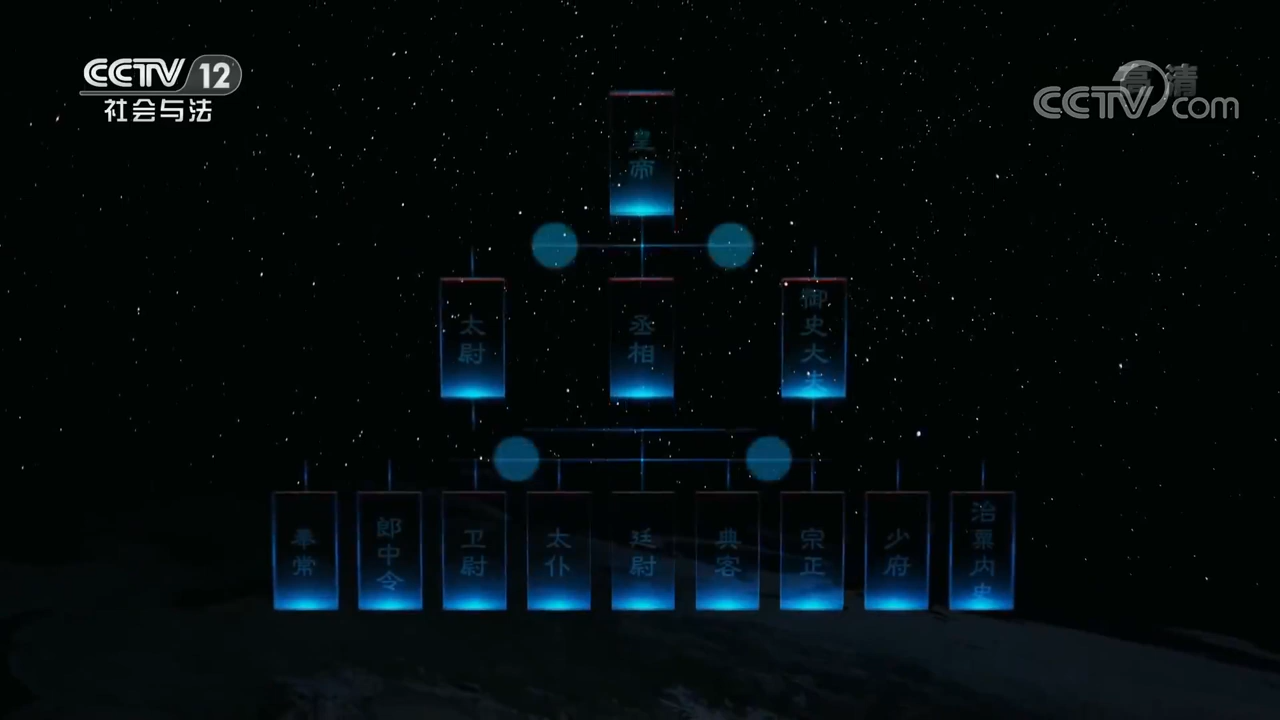 CCTV 12
社会与法
高清
CCTV com
皇帝
太尉
丞相
御史大夫
奉常
郎中令
卫尉
太仆
廷尉
典客
宗正
少府
治粟内史